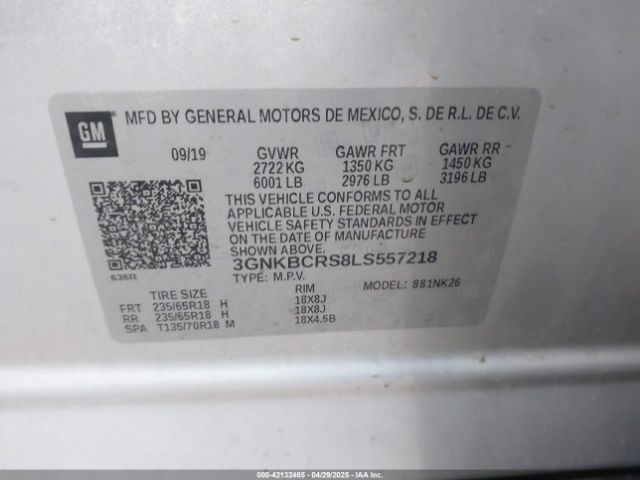 GM
MFD BY GENERAL MOTORS DE MEXICO, S. DE R.L. DE C.V.
09/19 GVWR GAWR FRT GAWR RR
2722 KG 1350 KG 1450 KG
6001 LB 2976 LB 3196 LB
THIS VEHICLE CONFORMS TO ALL
APPLICABLE U.S. FEDERAL MOTOR
VEHICLE SAFETY STANDARDS IN EFFECT
ON THE DATE OF MANUFACTURE
SHOWN ABOVE
3GNKBCRS8LS557218
TYPE: M.P.V. MODEL: 881NK26
636R
TIRE SIZE RIM
FRT 235/65R18 H 18X8J
RR 235/65R18 H 18X8J
SPA T135/70R18 M 18X4.5B
000-42132485 04/29/2025 IAAI.COM